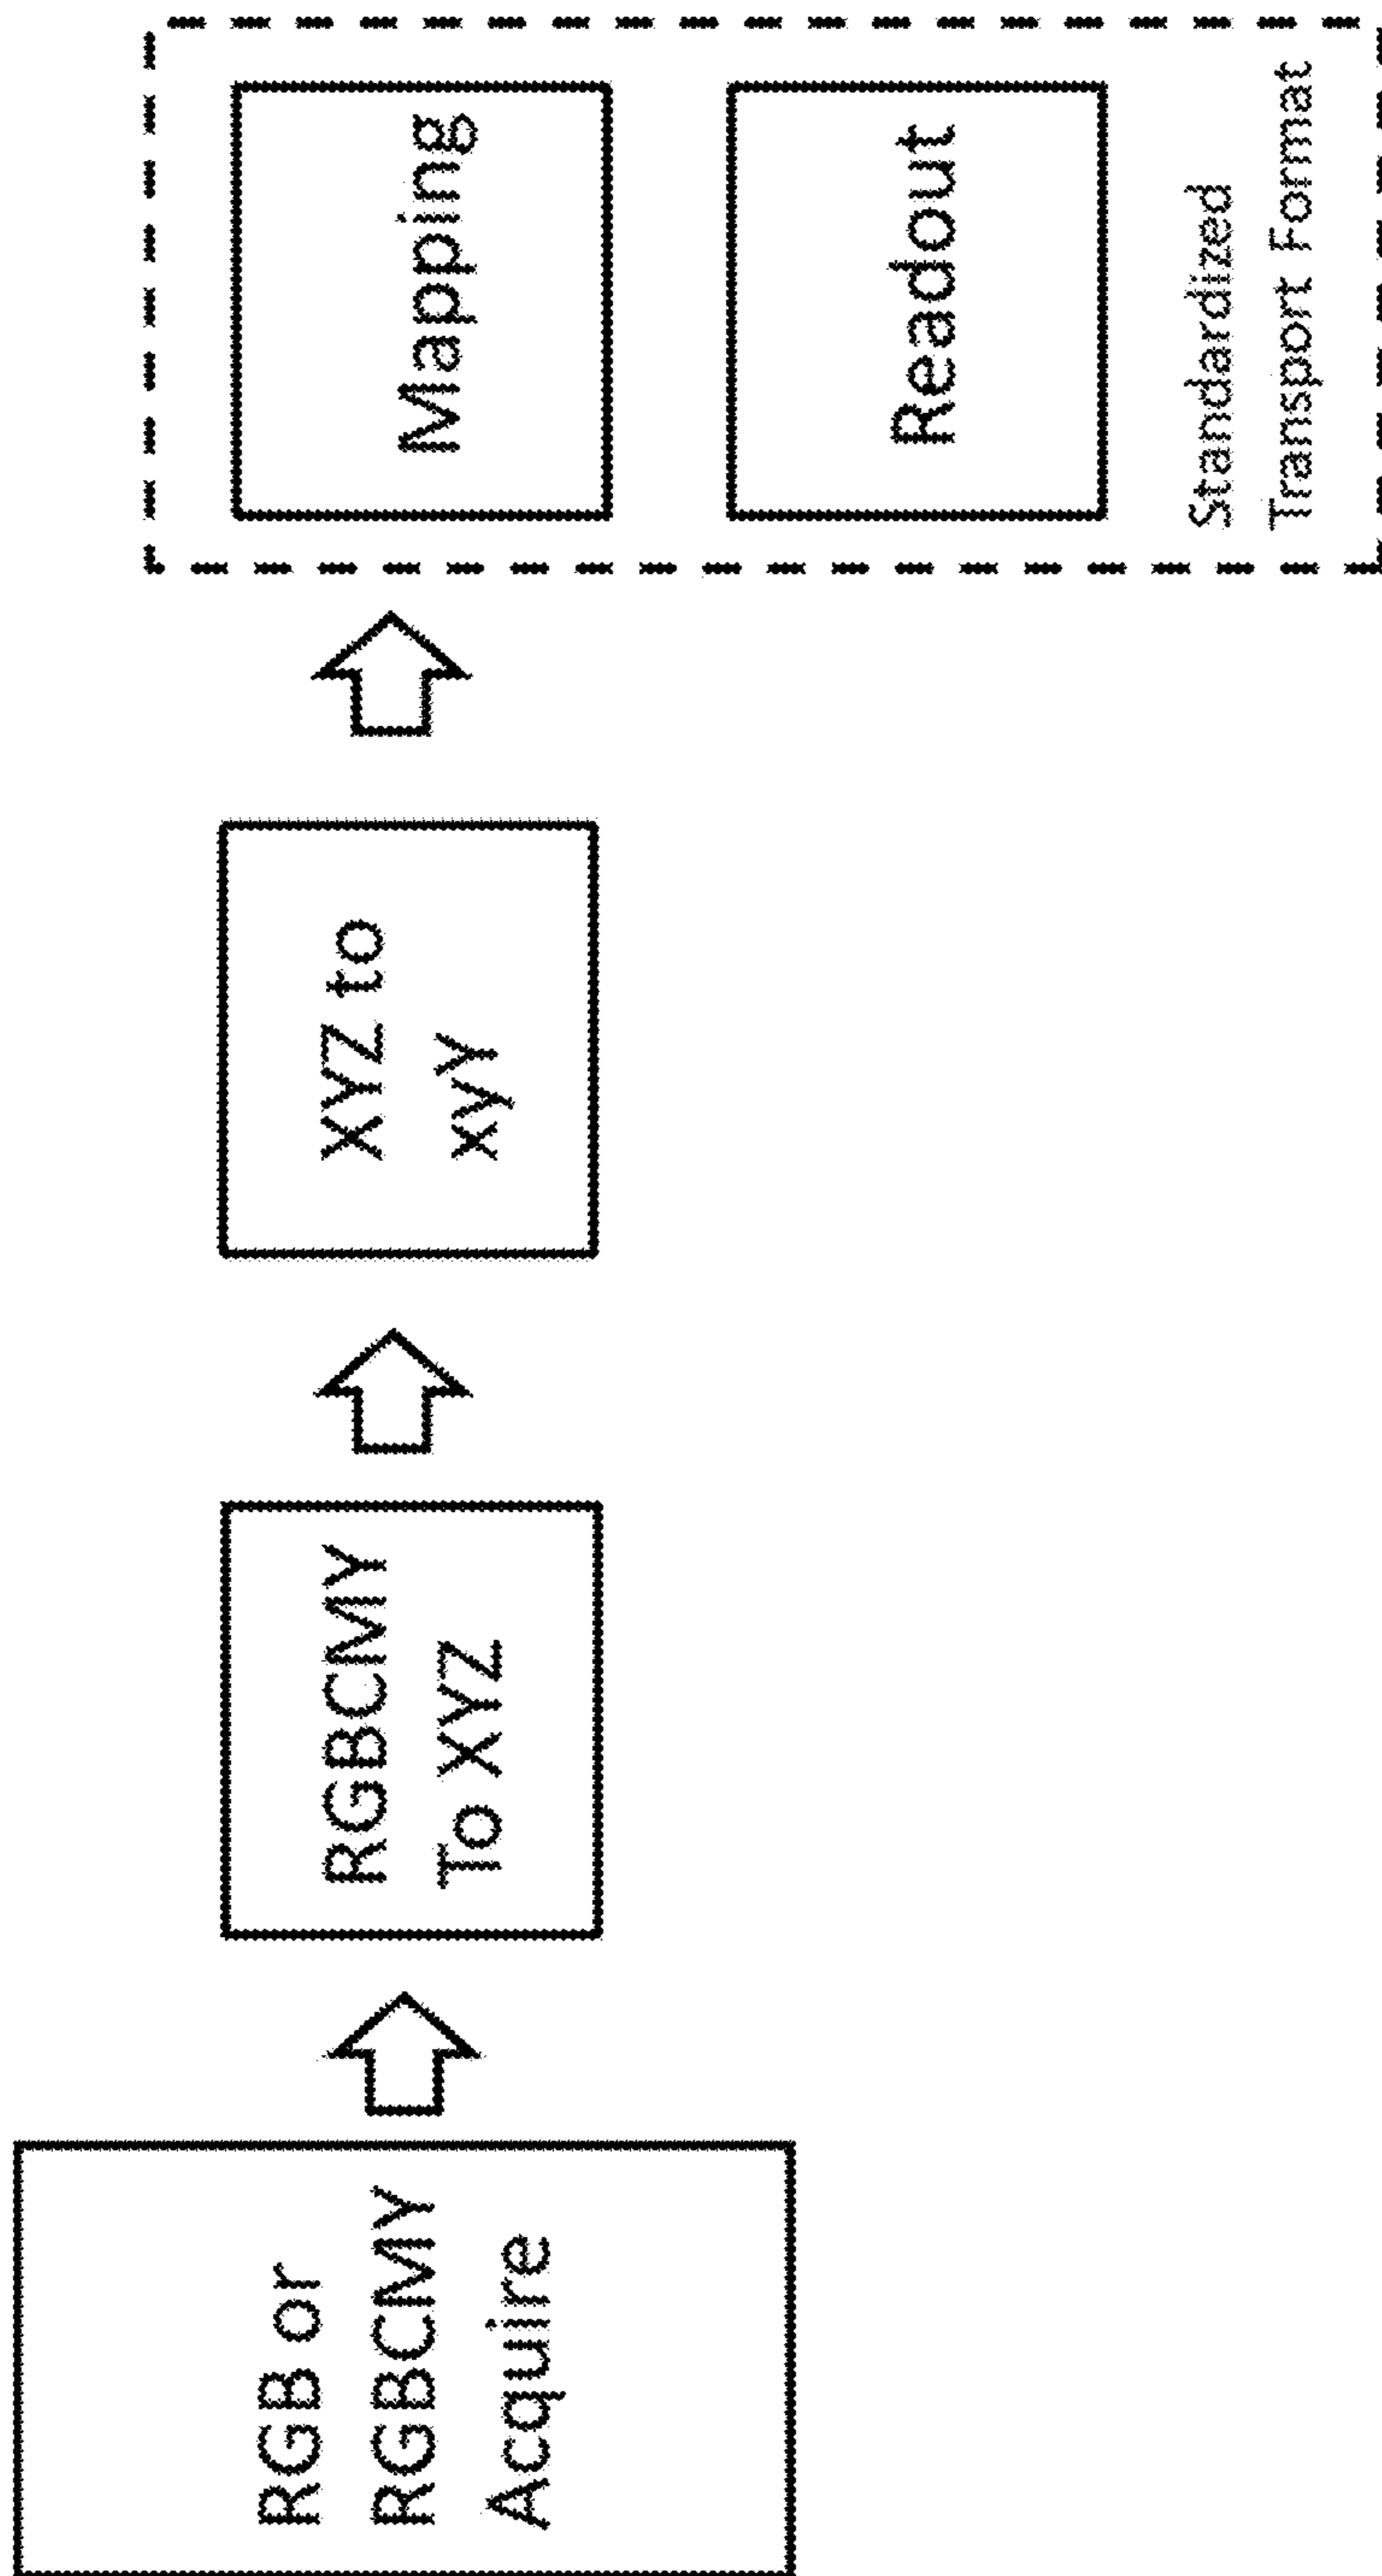 RGB or
RGBCMY
Acquire
RGBCMY
To XYZ
XYZ to
xyY
Mapping
Readout
Standardized
Transport Format